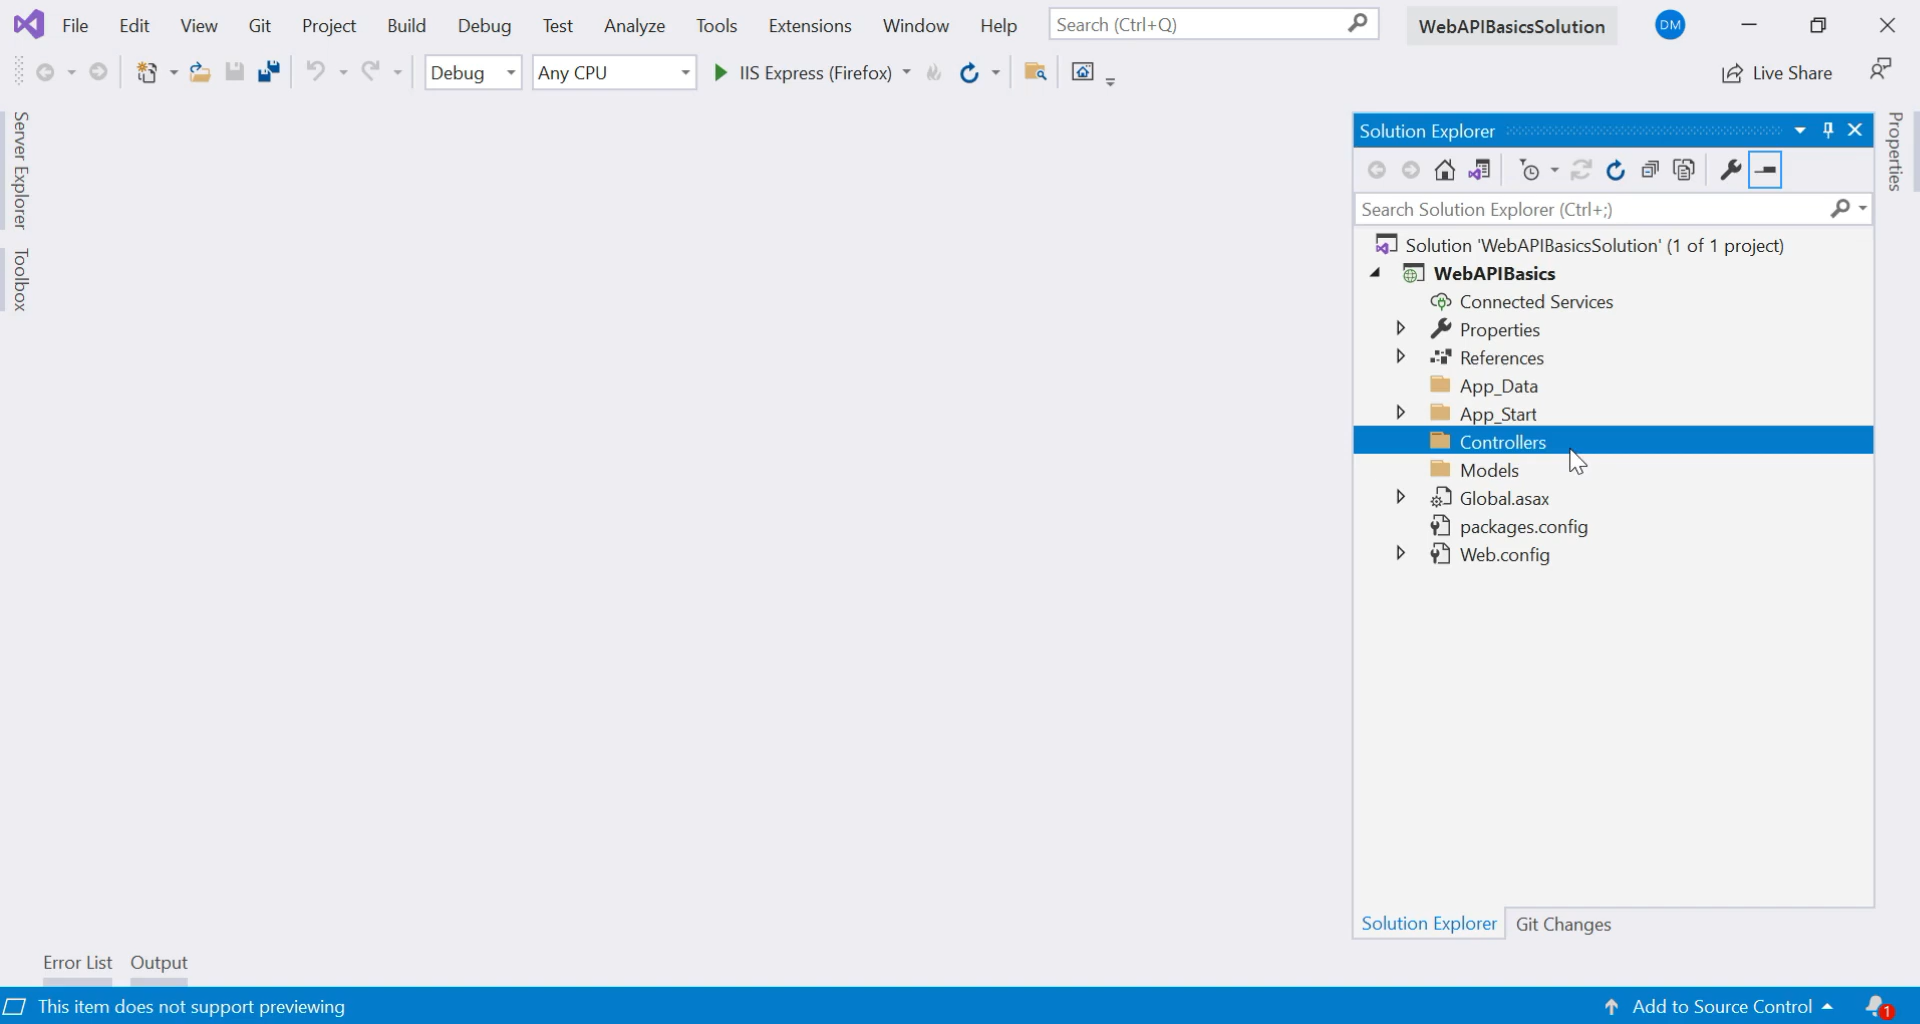 File Edit View Git Project Build Debug Test Analyze Tools Extensions Window Help Search (Ctrl+Q) WebAPIBasicsSolution DM
Debug Any CPU IIS Express (Firefox) Live Share
Server Explorer
Toolbox
Solution Explorer
Search Solution Explorer (Ctrl+;)
Solution 'WebAPIBasicsSolution' (1 of 1 project)
WebAPIBasics
Connected Services
Properties
References
App_Data
App_Start
Controllers
Models
Global.asax
packages.config
Web.config
Solution Explorer Git Changes
Properties
Error List Output
This item does not support previewing Add to Source Control 1